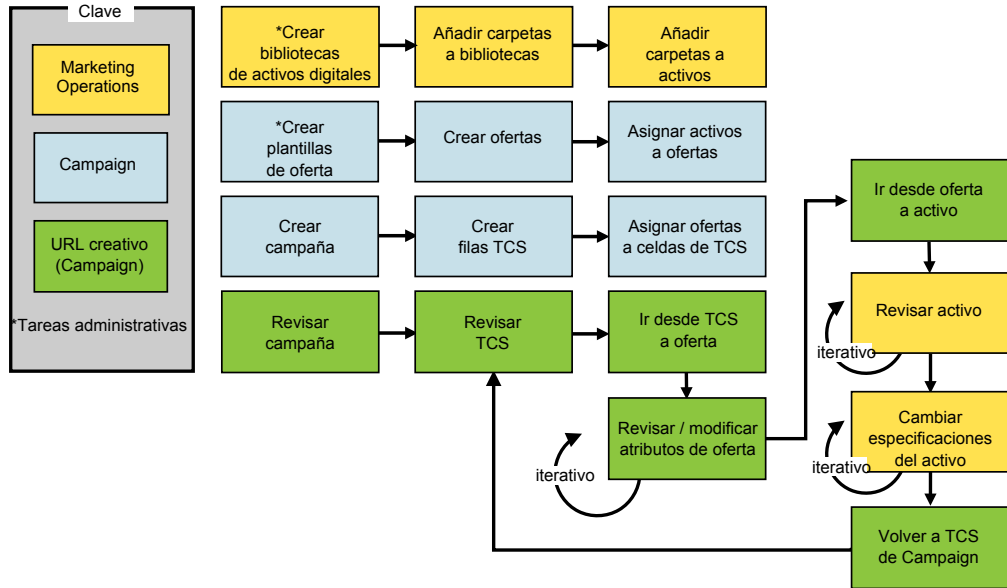 Clave
Marketing
Operations
Campaign
URL creativo
(Campaign)
*Tareas administrativas
*Crear
bibliotecas
de activos digitales
Añadir carpetas
a bibliotecas
Añadir
carpetas a
activos
*Crear
plantillas
de oferta
Crear ofertas
Asignar activos
a ofertas
Crear
campaña
Crear
filas TCS
Asignar ofertas
a celdas de TCS
Revisar
campaña
Revisar
TCS
Ir desde TCS
a oferta
Revisar / modificar
atributos de oferta
iterativo
Ir desde oferta
a activo
Revisar activo
iterativo
Cambiar
especificaciones
del activo
iterativo
Volver a TCS
de Campaign